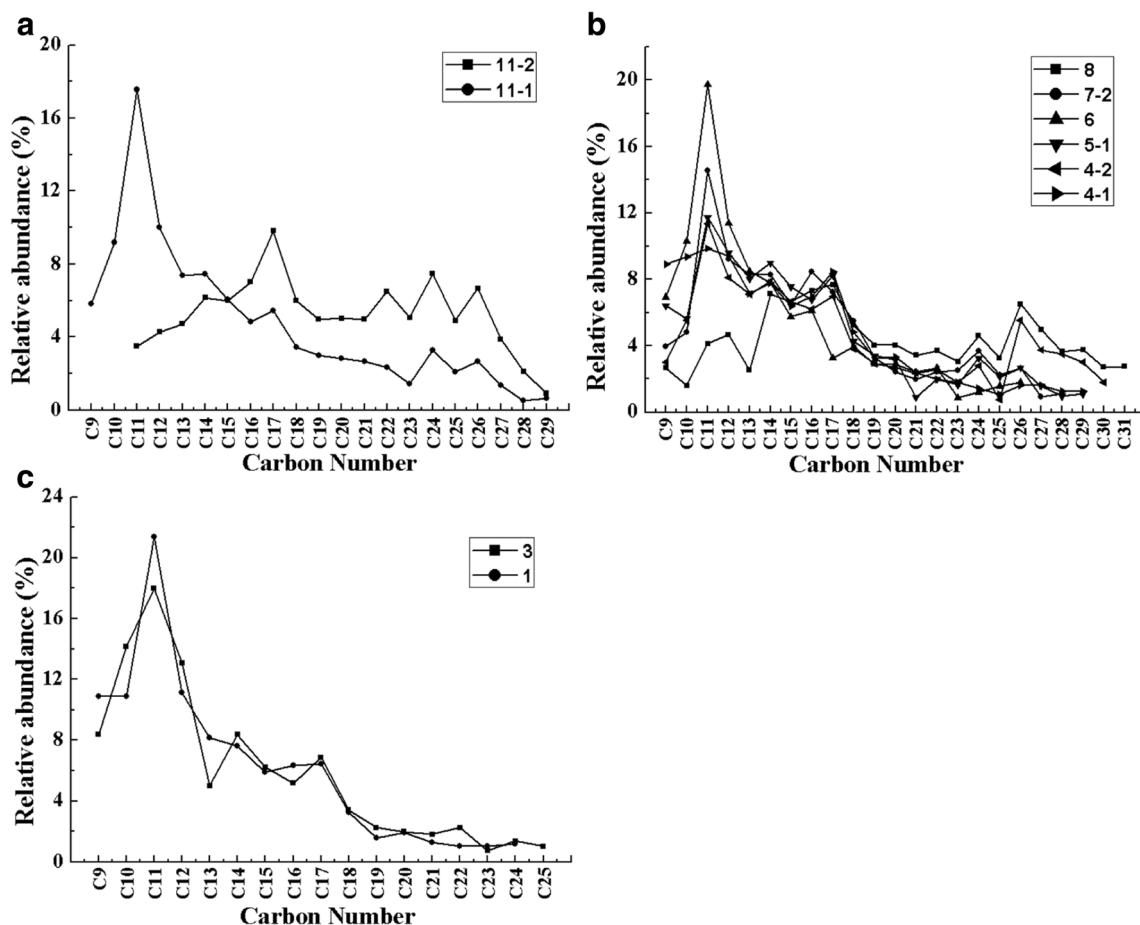 a
20
16
12
8
4
0
Relative abundance (%)
11-2
11-1
C9 C10 C11 C12 C13 C14 C15 C16 C17 C18 C19 C20 C21 C22 C23 C24 C25 C26 C27 C28 C29
Carbon Number
b
20
16
12
8
4
0
Relative abundance (%)
8
7-2
6
5-1
4-2
4-1
C9 C10 C11 C12 C13 C14 C15 C16 C17 C18 C19 C20 C21 C22 C23 C24 C25 C26 C27 C28 C29 C30 C31
Carbon Number
c
24
20
16
12
8
4
0
Relative abundance (%)
3
1
C9 C10 C11 C12 C13 C14 C15 C16 C17 C18 C19 C20 C21 C22 C23 C24 C25
Carbon Number